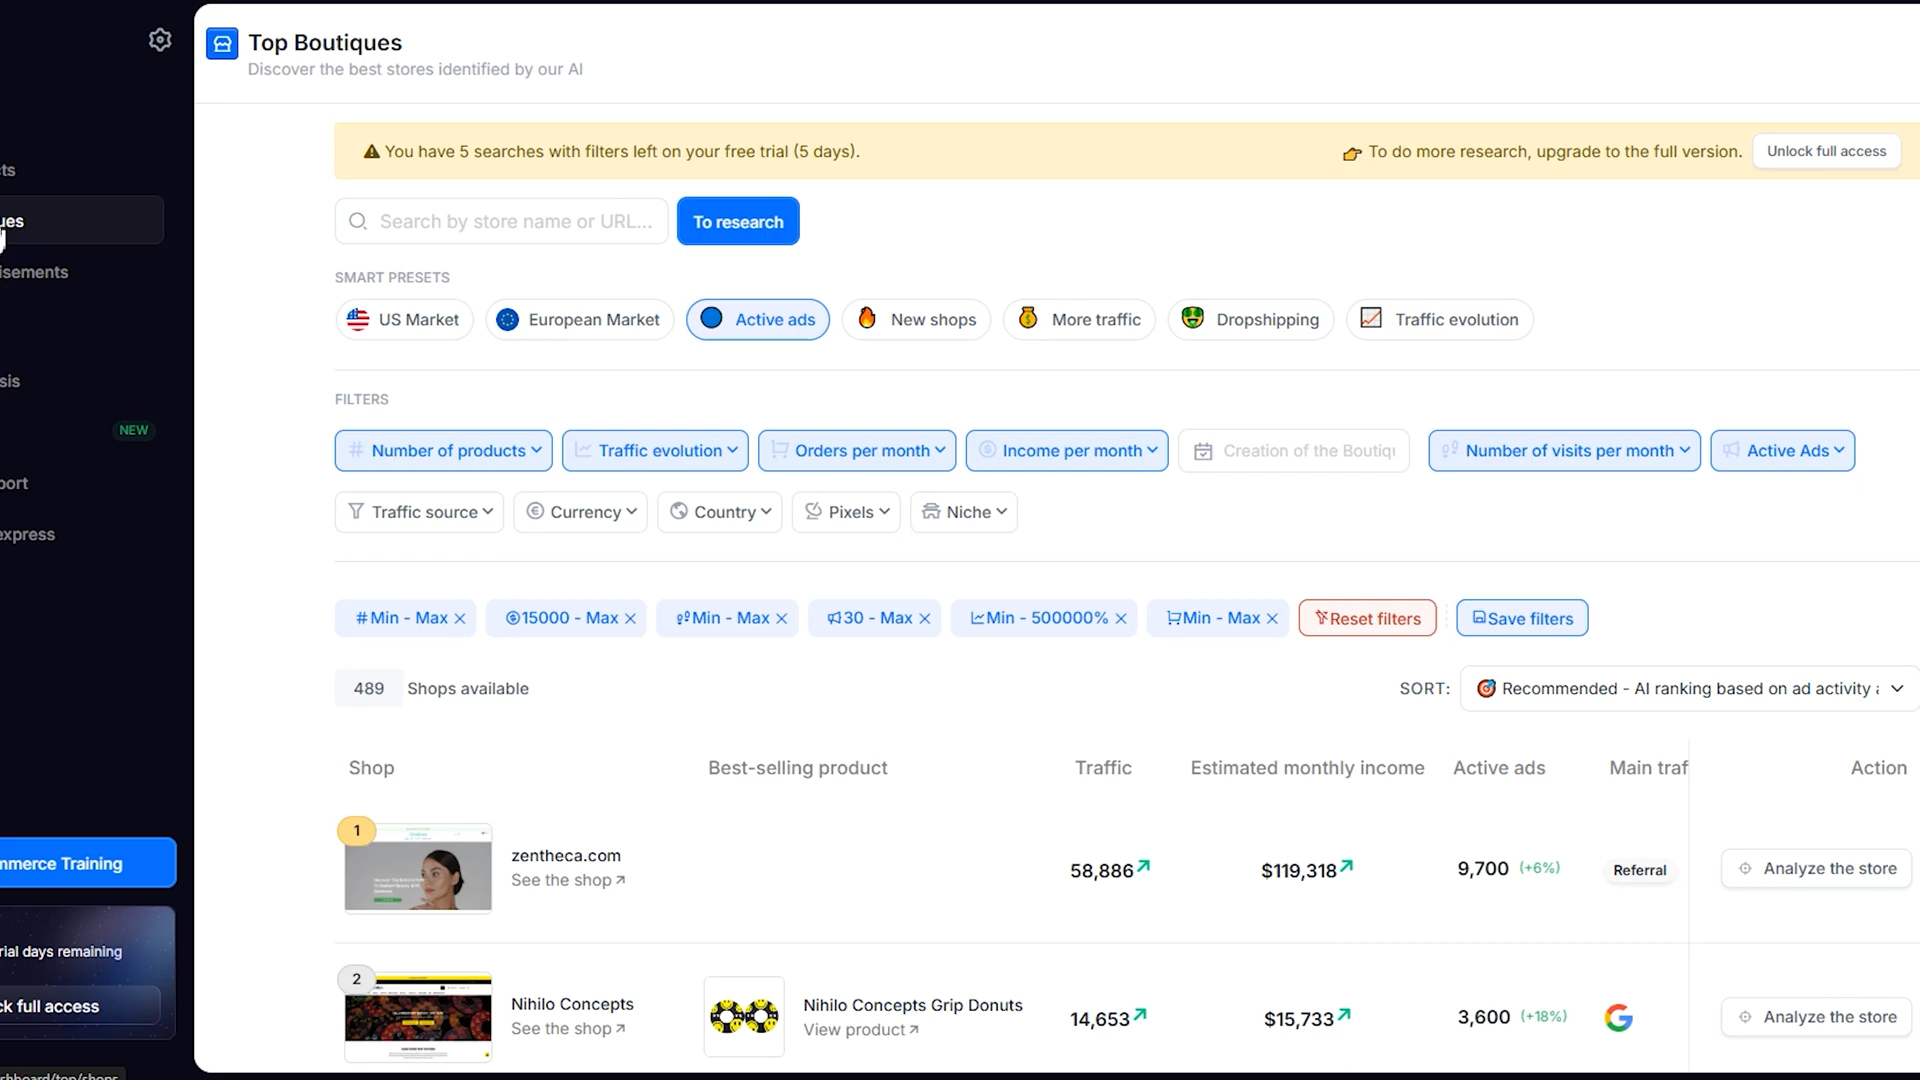 Top Boutiques
Discover the best stores identified by our AI
You have 5 searches with filters left on your free trial (5 days).
To do more research, upgrade to the full version.
Unlock full access
Search by store name or URL...
To research
SMART PRESETS
US Market
European Market
Active ads
New shops
More traffic
Dropshipping
Traffic evolution
FILTERS
Number of products
Traffic evolution
Orders per month
Income per month
Creation of the Boutiq
Number of visits per month
Active Ads
Traffic source
Currency
Country
Pixels
Niche
#Min - Max
15000 - Max
Min - Max
30 - Max
Min - 500000%
Min - Max
Reset filters
Save filters
489 Shops available
SORT:
Recommended - AI ranking based on ad activity
Shop
Best-selling product
Traffic
Estimated monthly income
Active ads
Main traf
Action
1
zentheca.com
See the shop
58,886
$119,318
9,700 (+6%)
Referral
Analyze the store
2
Nihilo Concepts
See the shop
Nihilo Concepts Grip Donuts
View product
14,653
$15,733
3,600 (+18%)
Analyze the store
cts
ues
isements
sis
NEW
port
express
mmerce Training
rial days remaining
ck full access
shboard/top/shops